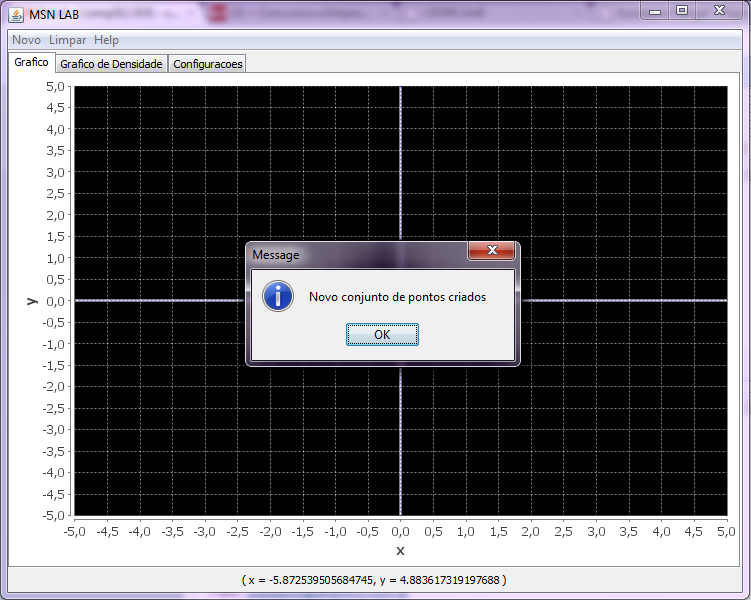 MSN LAB
Novo Limpar Help
Grafico Grafico de Densidade Configuracoes
5,0
4,5
4,0
3,5
3,0
2,5
2,0
1,5
1,0
0,5
0,0
-0,5
-1,0
-1,5
-2,0
-2,5
-3,0
-3,5
-4,0
-4,5
-5,0
y
Message
Novo conjunto de pontos criados
OK
-5,0 -4,5 -4,0 -3,5 -3,0 -2,5 -2,0 -1,5 -1,0 -0,5 0,0 0,5 1,0 1,5 2,0 2,5 3,0 3,5 4,0 4,5 5,0
x
( x = -5.872539505684745, y = 4.883617319197688 )